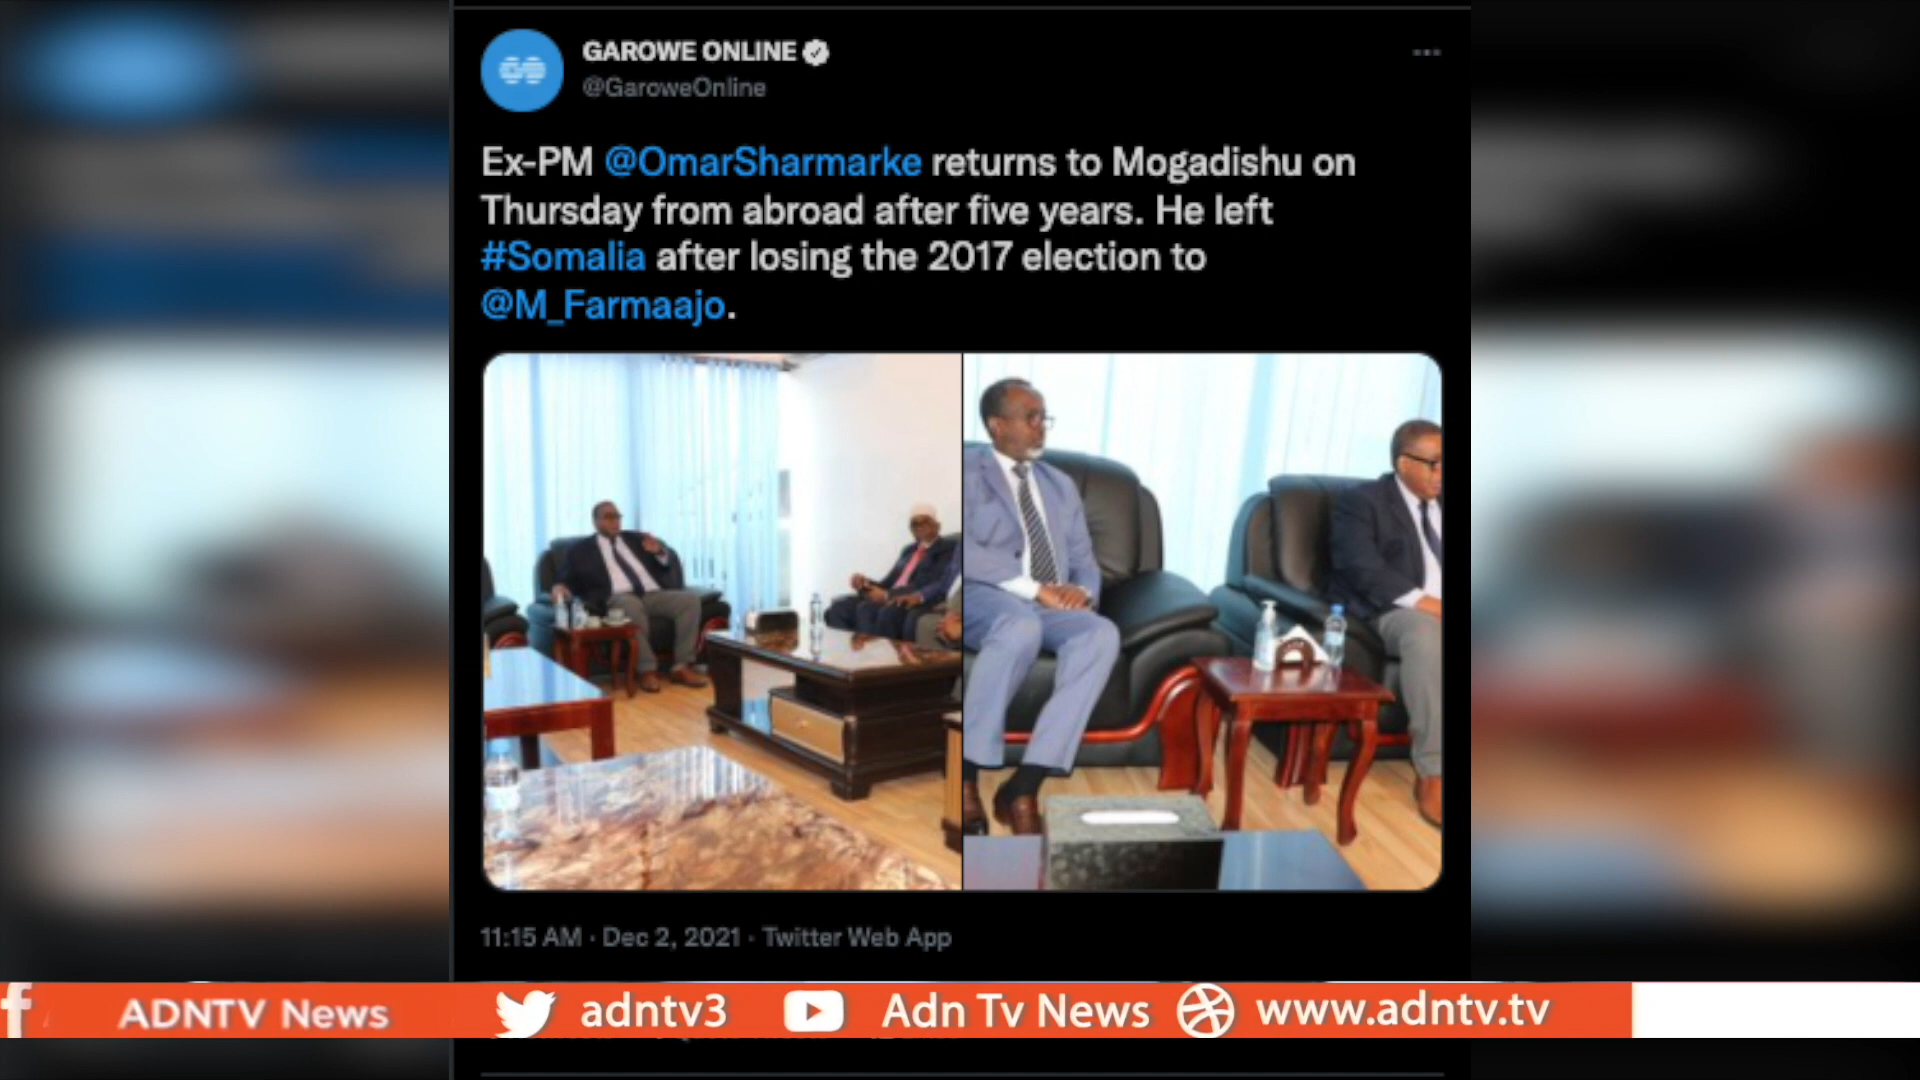 GAROWE ONLINE
@GaroweOnline
Ex-PM @OmarSharmarke returns to Mogadishu on
Thursday from abroad after five years. He left
#Somalia after losing the 2017 election to
@M_Farmaajo.
11:15 AM · Dec 2, 2021 · Twitter Web App
ADNTV News adntv3 Adn Tv News www.adntv.tv